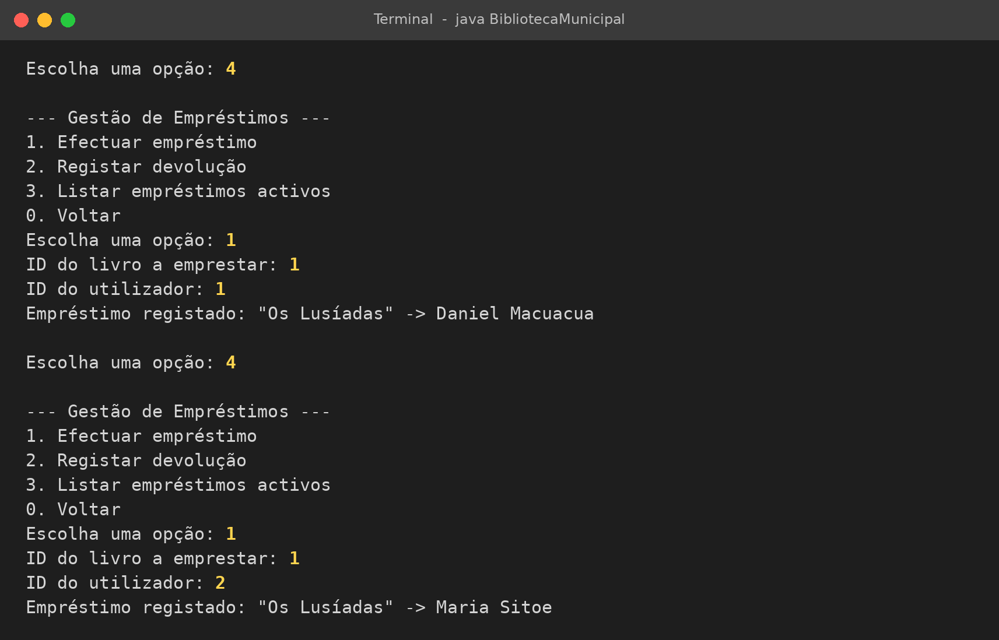 Terminal  -  java BibliotecaMunicipal
Escolha uma opção: 4
--- Gestão de Empréstimos ---
1. Efectuar empréstimo
2. Registar devolução
3. Listar empréstimos activos
0. Voltar
Escolha uma opção: 1
ID do livro a emprestar: 1
ID do utilizador: 1
Empréstimo registado: "Os Lusíadas" -> Daniel Macuacua
Escolha uma opção: 4
--- Gestão de Empréstimos ---
1. Efectuar empréstimo
2. Registar devolução
3. Listar empréstimos activos
0. Voltar
Escolha uma opção: 1
ID do livro a emprestar: 1
ID do utilizador: 2
Empréstimo registado: "Os Lusíadas" -> Maria Sitoe